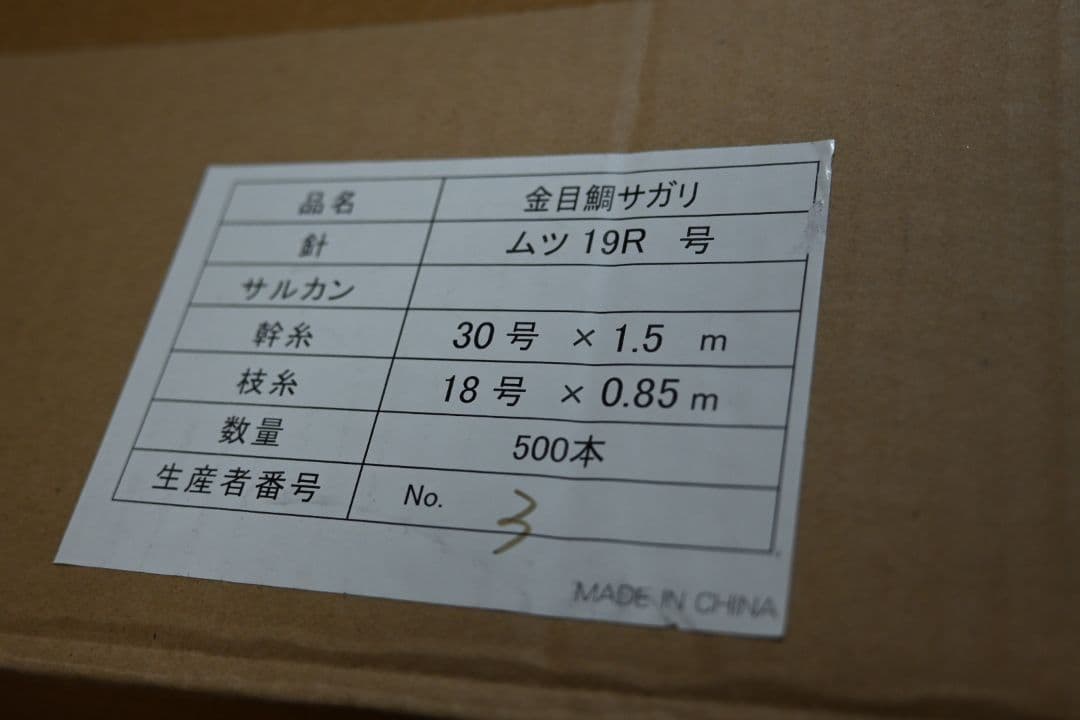 品名 金目鯛サガリ
針 ムツ 19R 号
サルカン
幹糸 30 号 × 1.5 m
枝糸 18 号 × 0.85 m
数量 500本
生産者番号 No. 3
MADE IN CHINA